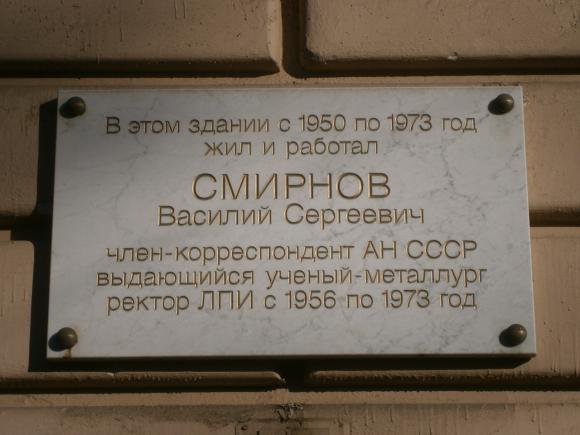 В этом здании с 1950 по 1973 год
жил и работал
СМИРНОВ
Василий Сергеевич
член-корреспондент АН СССР
выдающийся ученый-металлург
ректор ЛПИ с 1956 по 1973 год